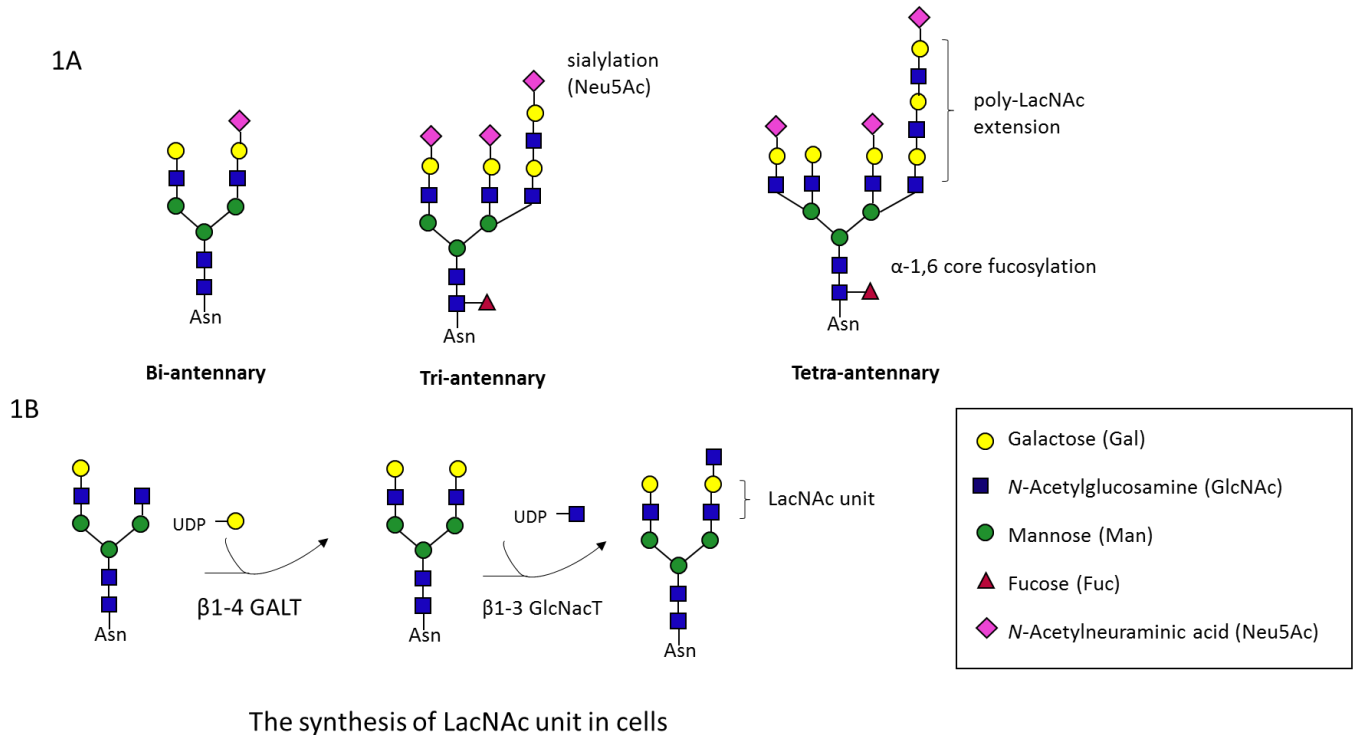 1A
sialylation
(Neu5Ac)
poly-LacNAc
extension
α-1,6 core fucosylation
Asn
Asn
Asn
Bi-antennary
Tri-antennary
Tetra-antennary
1B
UDP
β1-4 GALT
UDP
β1-3 GlcNacT
LacNAc unit
Asn
Asn
Asn
Galactose (Gal)
N-Acetylglucosamine (GlcNAc)
Mannose (Man)
Fucose (Fuc)
N-Acetylneuraminic acid (Neu5Ac)
The synthesis of LacNAc unit in cells